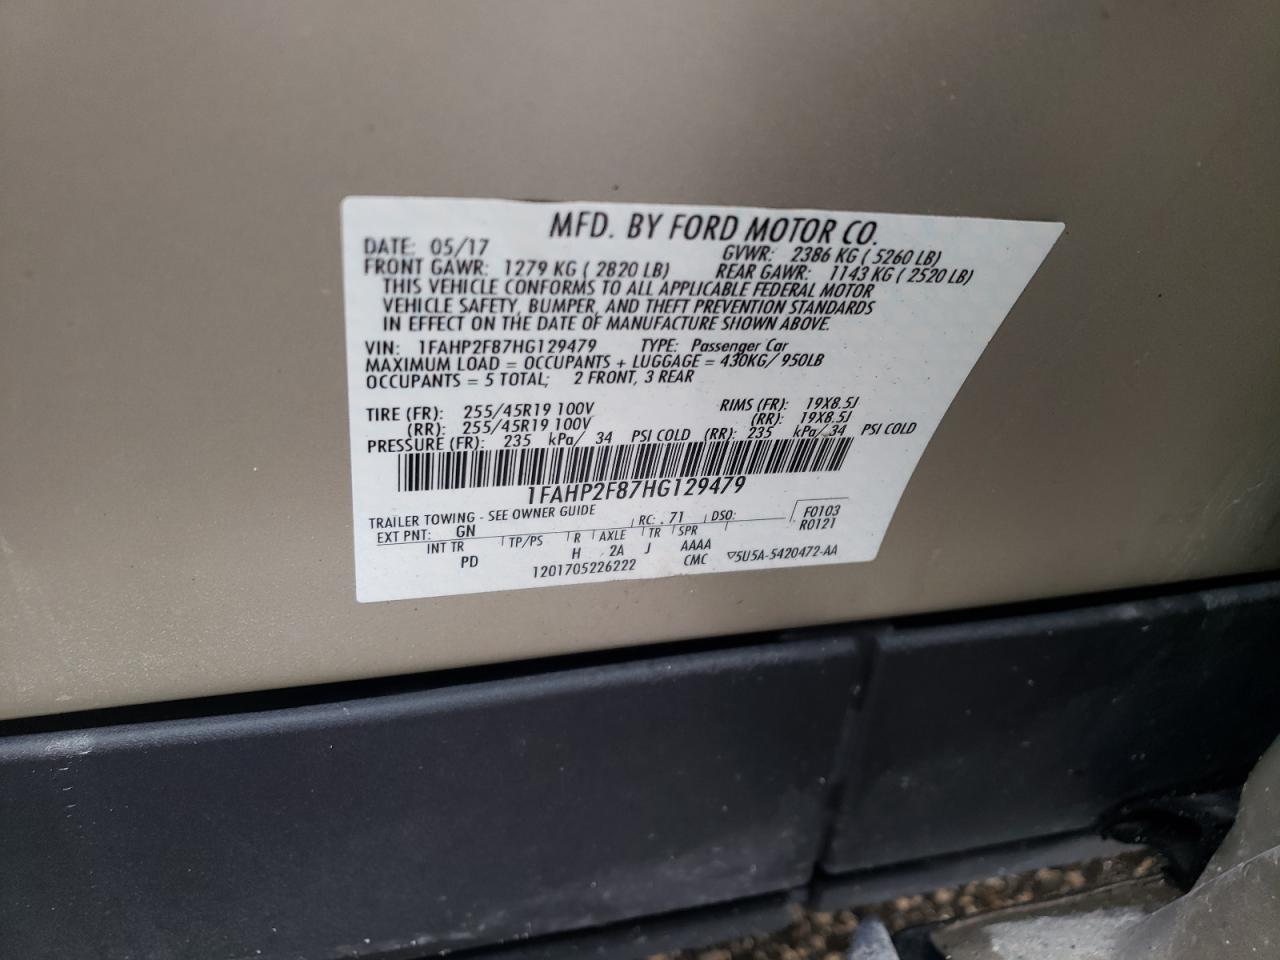 MFD. BY FORD MOTOR CO.
DATE: 05/17 GVWR: 2386 KG ( 5260 LB)
FRONT GAWR: 1279 KG ( 2820 LB) REAR GAWR: 1143 KG ( 2520 LB)
THIS VEHICLE CONFORMS TO ALL APPLICABLE FEDERAL MOTOR
VEHICLE SAFETY, BUMPER, AND THEFT PREVENTION STANDARDS
IN EFFECT ON THE DATE OF MANUFACTURE SHOWN ABOVE.
VIN: 1FAHP2F87HG129479 TYPE: Passenger Car
MAXIMUM LOAD = OCCUPANTS + LUGGAGE = 430KG/ 950LB
OCCUPANTS = 5 TOTAL; 2 FRONT, 3 REAR
TIRE (FR): 255/45R19 100V RIMS (FR): 19X8.5J
(RR): 255/45R19 100V (RR): 19X8.5J
PRESSURE (FR): 235 kPa/ 34 PSI COLD (RR): 235 kPa/ 34 PSI COLD
1FAHP2F87HG129479
TRAILER TOWING - SEE OWNER GUIDE
EXT PNT: GN RC: 71 DSO: F0103
R0121
INT TR TP/PS R AXLE TR SPR
PD H 2A J AAAA
1201705226222 CMC ▽5U5A-5420472-AA